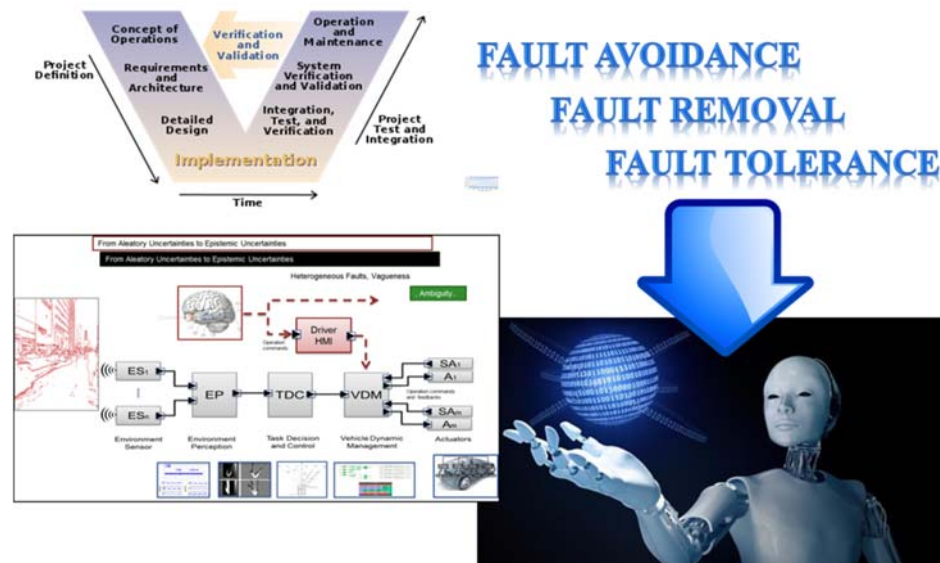 Concept of
Operations
Verification
and
Validation
Operation
and
Maintenance
Project
Definition
Requirements
and
Architecture
System
Verification
and Validation
Detailed
Design
Integration,
Test, and
Verification
Project
Test and
Integration
Implementation
Time
FAULT AVOIDANCE
FAULT REMOVAL
FAULT TOLERANCE
From Aleatory Uncertainties to Epistemic Uncertainties
From Aleatory Uncertainties to Epistemic Uncertainties
Heterogeneous Faults, Vagueness
Ambiguity..
Operation
commands
Driver
HMI
ES1
ESn
EP
TDC
VDM
SA1
A1
Operation commands
and feedbacks
SAm
Am
Environment
Sensor
Environment
Perception
Task Decision
and Control
Vehicle Dynamic
Management
Actuators